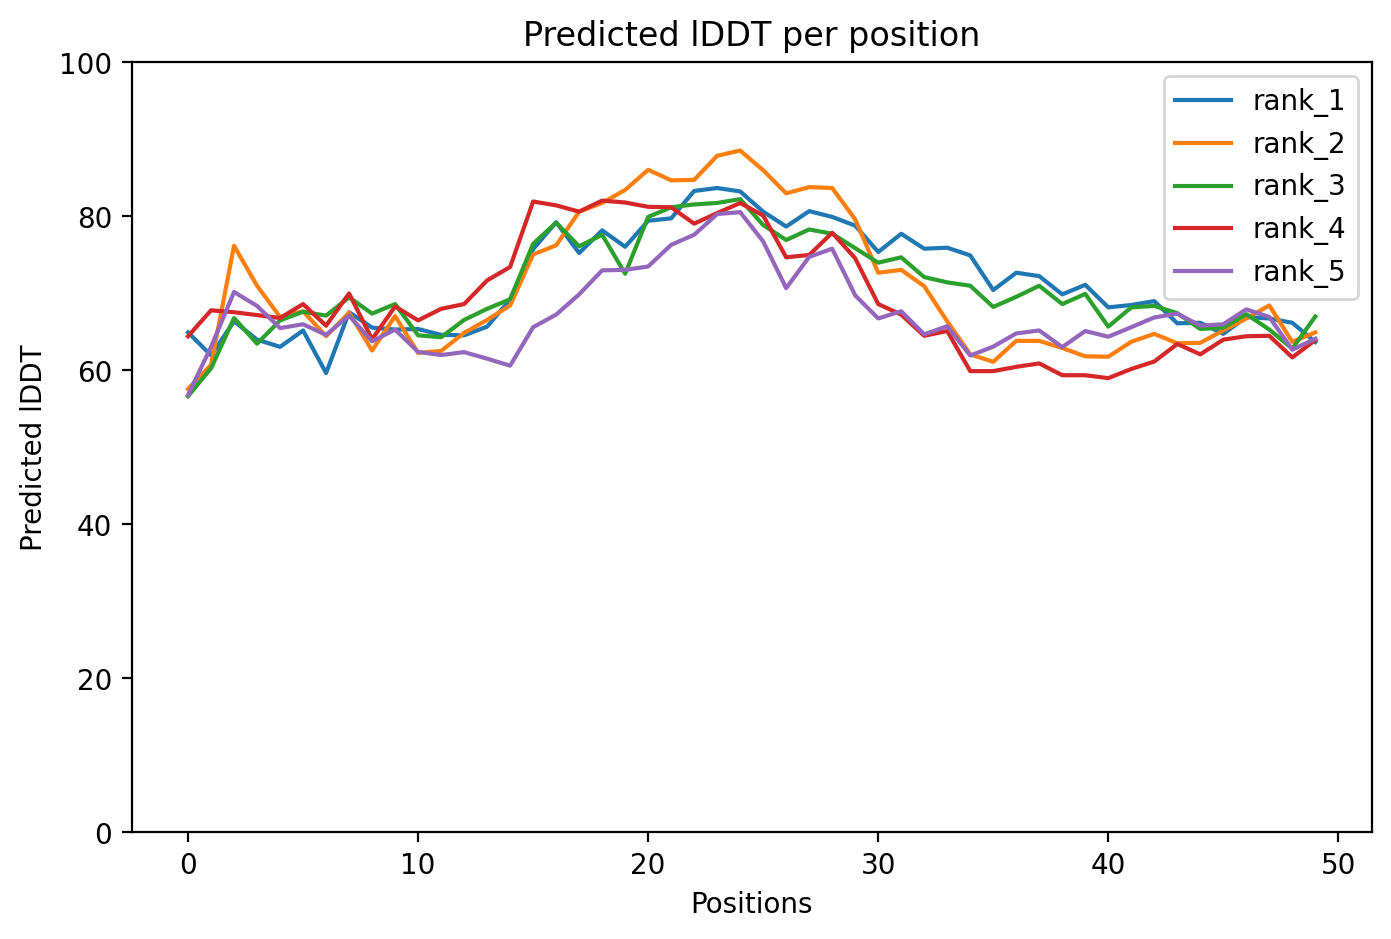 Predicted lDDT per position
100
80
60
40
20
0
Predicted lDDT
rank_1
rank_2
rank_3
rank_4
rank_5
0 10 20 30 40 50
Positions